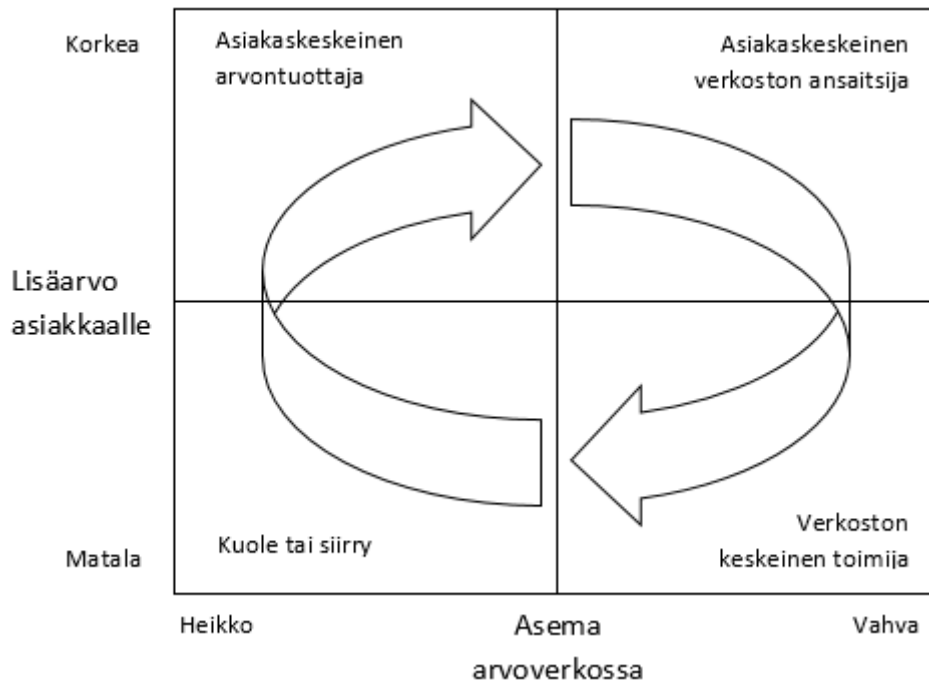 Korkea
Asiakaskeskeinen
arvontuottaja
Asiakaskeskeinen
verkoston ansaitsija
Lisäarvo
asiakkaalle
Matala
Kuole tai siirry
Verkoston
keskeinen toimija
Heikko
Asema
arvoverkossa
Vahva